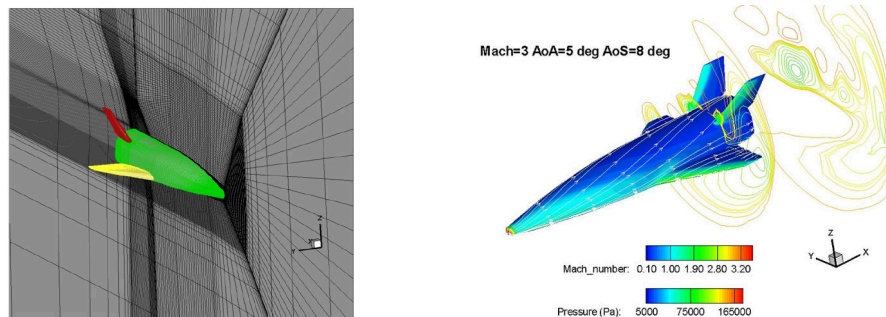 Z
X
Y
Mach=3 AoA=5 deg AoS=8 deg
Mach_number: 0.10 1.00 1.90 2.80 3.20
Pressure (Pa): 5000 75000 165000
Z
Y
X